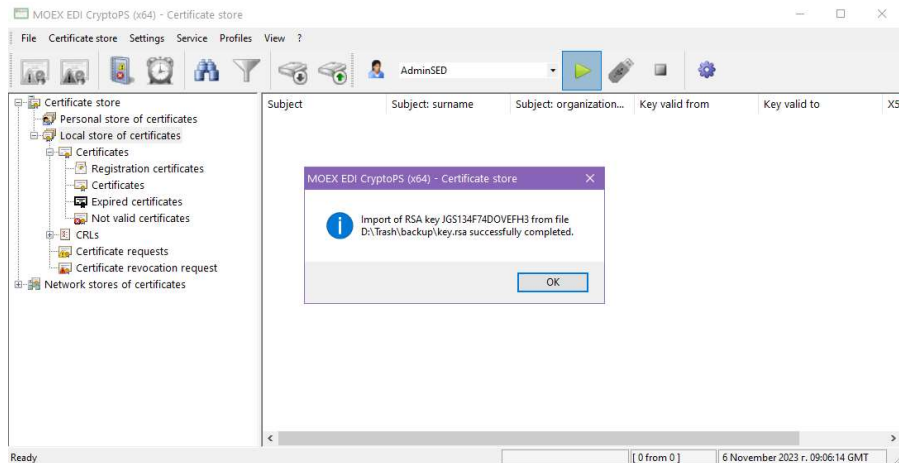 MOEX EDI CryptoPS (x64) - Certificate store
File Certificate store Settings Service Profiles View ?
AdminSED
Certificate store
Personal store of certificates
Local store of certificates
Certificates
Registration certificates
Certificates
Expired certificates
Not valid certificates
CRLs
Certificate requests
Certificate revocation request
Network stores of certificates
Subject Subject: surname Subject: organization... Key valid from Key valid to X5
MOEX EDI CryptoPS (x64) - Certificate store
Import of RSA key JGS134F74DOVEFH3 from file
D:\Trash\backup\key.rsa successfully completed.
OK
Ready [ 0 from 0 ] 6 November 2023 г. 09:06:14 GMT